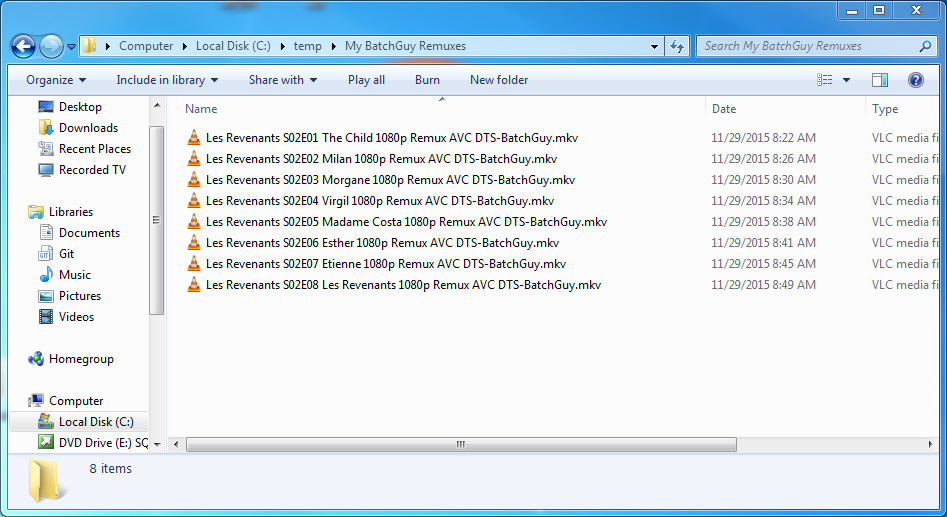 Computer ▸ Local Disk (C:) ▸ temp ▸ My BatchGuy Remuxes
Search My BatchGuy Remuxes
Organize Include in library Share with Play all Burn New folder
Desktop
Downloads
Recent Places
Recorded TV
Libraries
Documents
Git
Music
Pictures
Videos
Homegroup
Computer
Local Disk (C:)
DVD Drive (E:) SQ
Name Date Type
Les Revenants S02E01 The Child 1080p Remux AVC DTS-BatchGuy.mkv 11/29/2015 8:22 AM VLC media fi
Les Revenants S02E02 Milan 1080p Remux AVC DTS-BatchGuy.mkv 11/29/2015 8:26 AM VLC media fi
Les Revenants S02E03 Morgane 1080p Remux AVC DTS-BatchGuy.mkv 11/29/2015 8:30 AM VLC media fi
Les Revenants S02E04 Virgil 1080p Remux AVC DTS-BatchGuy.mkv 11/29/2015 8:34 AM VLC media fi
Les Revenants S02E05 Madame Costa 1080p Remux AVC DTS-BatchGuy.mkv 11/29/2015 8:38 AM VLC media fi
Les Revenants S02E06 Esther 1080p Remux AVC DTS-BatchGuy.mkv 11/29/2015 8:41 AM VLC media fi
Les Revenants S02E07 Etienne 1080p Remux AVC DTS-BatchGuy.mkv 11/29/2015 8:45 AM VLC media fi
Les Revenants S02E08 Les Revenants 1080p Remux AVC DTS-BatchGuy.mkv 11/29/2015 8:49 AM VLC media fi
8 items